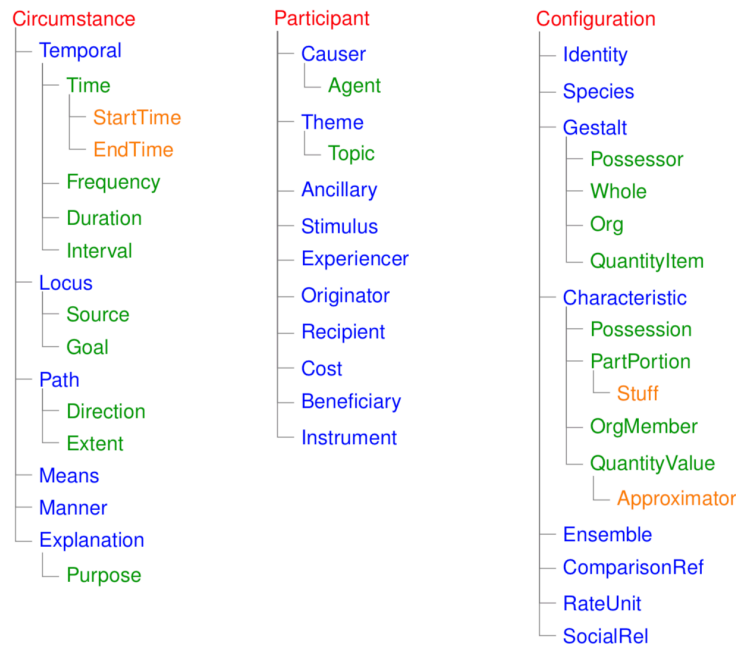 Circumstance
Temporal
Time
StartTime
EndTime
Frequency
Duration
Interval
Locus
Source
Goal
Path
Direction
Extent
Means
Manner
Explanation
Purpose
Participant
Causer
Agent
Theme
Topic
Ancillary
Stimulus
Experiencer
Originator
Recipient
Cost
Beneficiary
Instrument
Configuration
Identity
Species
Gestalt
Possessor
Whole
Org
QuantityItem
Characteristic
Possession
PartPortion
Stuff
OrgMember
QuantityValue
Approximator
Ensemble
ComparisonRef
RateUnit
SocialRel